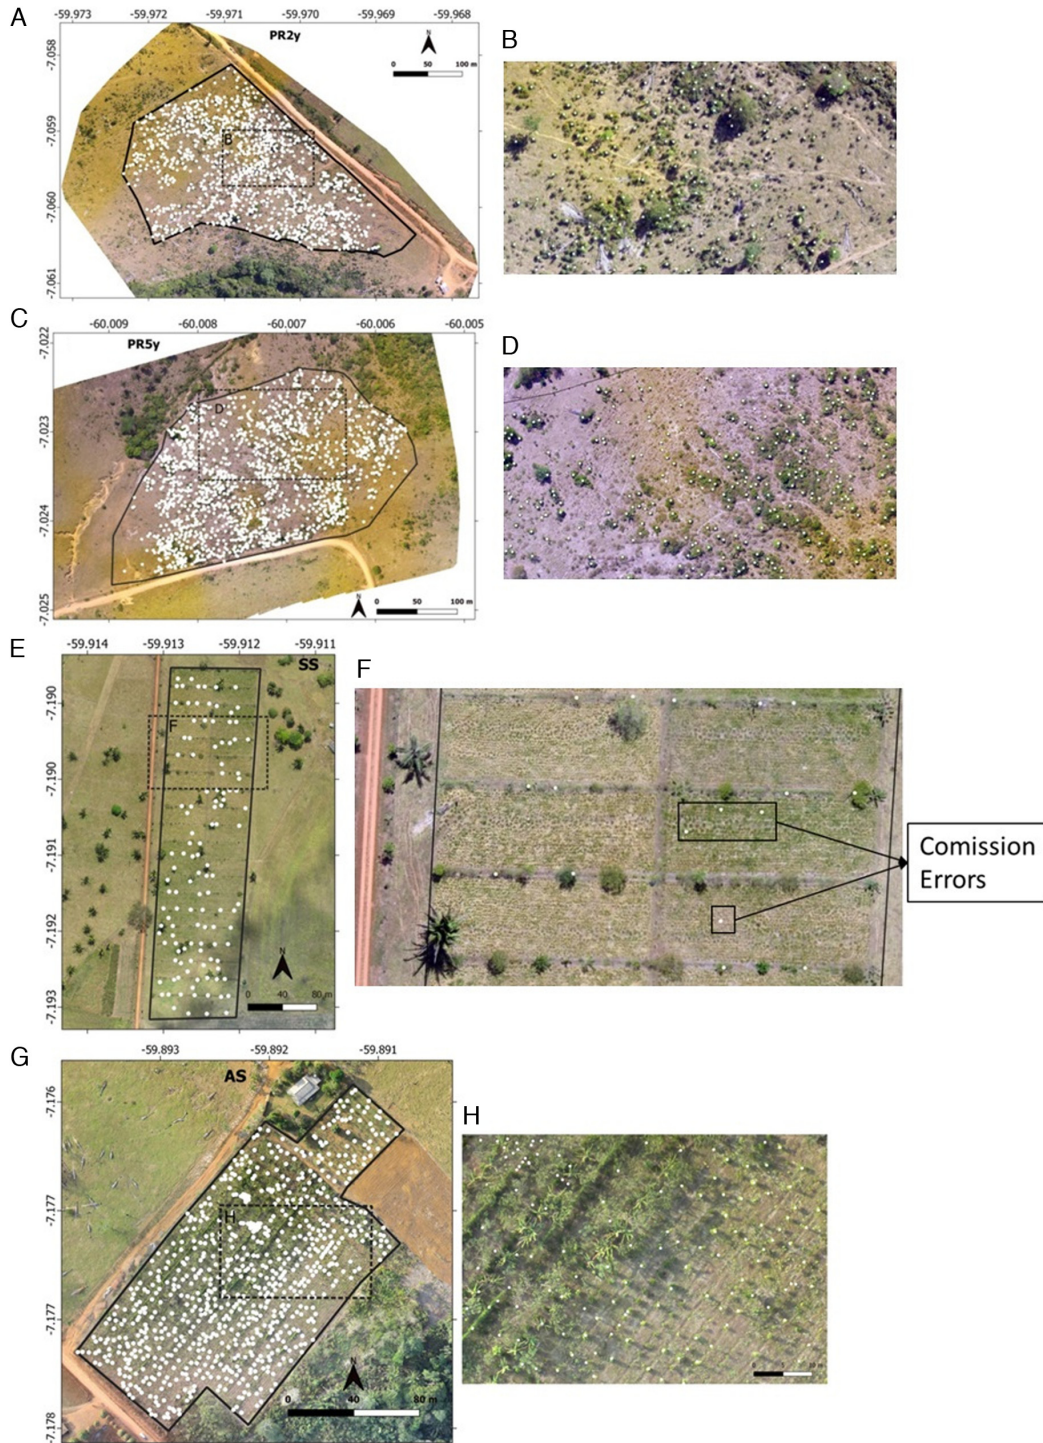 A
-59.973 -59.972 -59.971 -59.970 -59.969 -59.968
PR2y
N
0 50 100 m
-7.058
-7.059
-7.060
-7.061
B
B
C
-60.009 -60.008 -60.007 -60.006 -60.005
PR5y
-7.022
-7.023
-7.024
-7.025
D
N
0 50 100 m
D
E
-59.914 -59.913 -59.912 -59.911
SS
-7.190
-7.190
-7.191
-7.192
-7.193
F
N
0 40 80 m
F
Comission
Errors
G
-59.893 -59.892 -59.891
AS
-7.176
-7.177
-7.177
-7.178
H
N
0 40 80 m
H